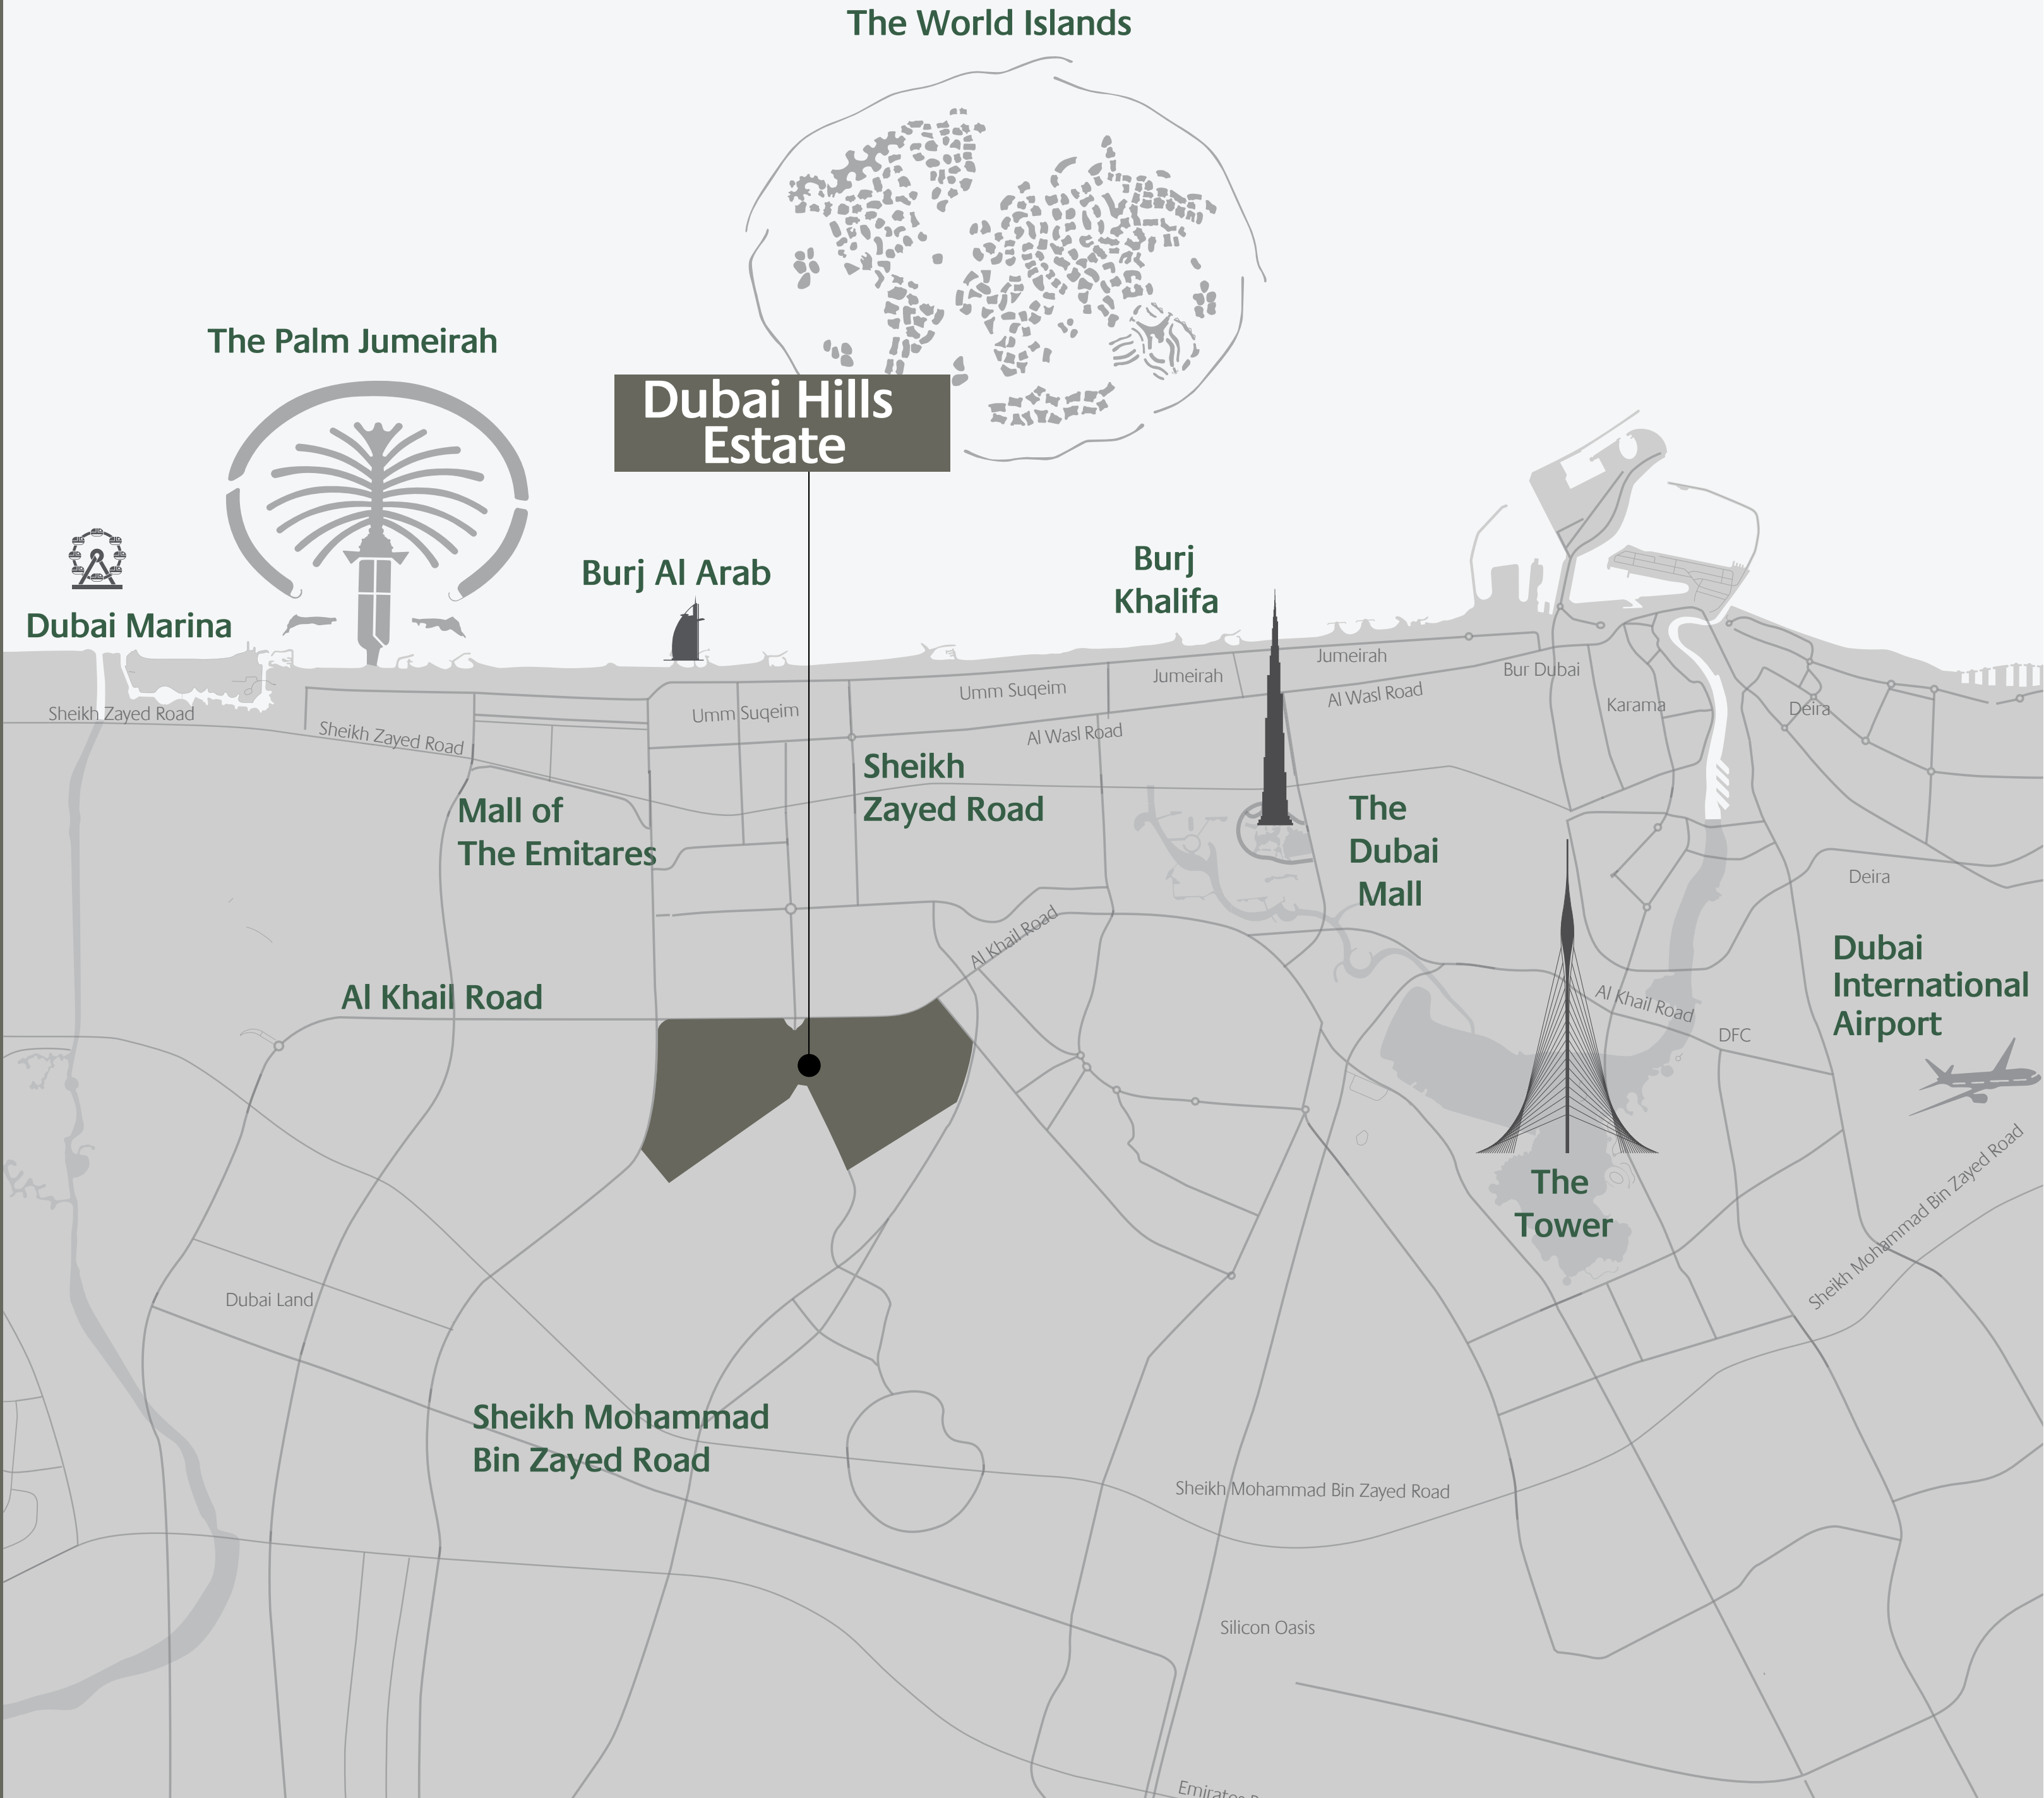 The World Islands
The Palm Jumeirah
Dubai Hills
Estate
Burj Al Arab
Burj
Khalifa
Dubai Marina
Jumeirah
Jumeirah
Bur Dubai
Umm Suqeim
Umm Suqeim
Al Wasl Road
Al Wasl Road
Karama
Deira
Sheikh Zayed Road
Sheikh Zayed Road
Sheikh
Zayed Road
Mall of
The Emitares
The
Dubai
Mall
Deira
Al Khail Road
Dubai
International
Airport
Al Khail Road
Al Khail Road
DFC
The
Tower
Sheikh Mohammad Bin Zayed Road
Dubai Land
Sheikh Mohammad
Bin Zayed Road
Sheikh Mohammad Bin Zayed Road
Silicon Oasis